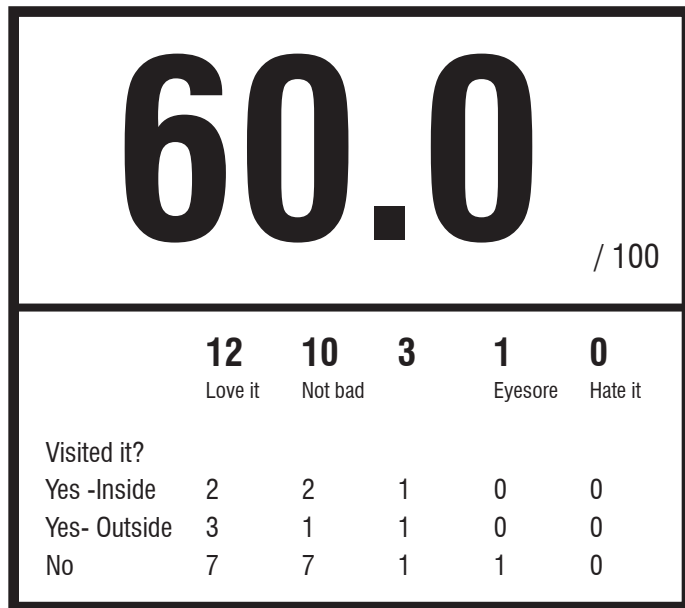 60.0
/ 100
12 10 3 1 0
Love it Not bad Eyesore Hate it
Visited it?
Yes -Inside 2 2 1 0 0
Yes- Outside 3 1 1 0 0
No 7 7 1 1 0